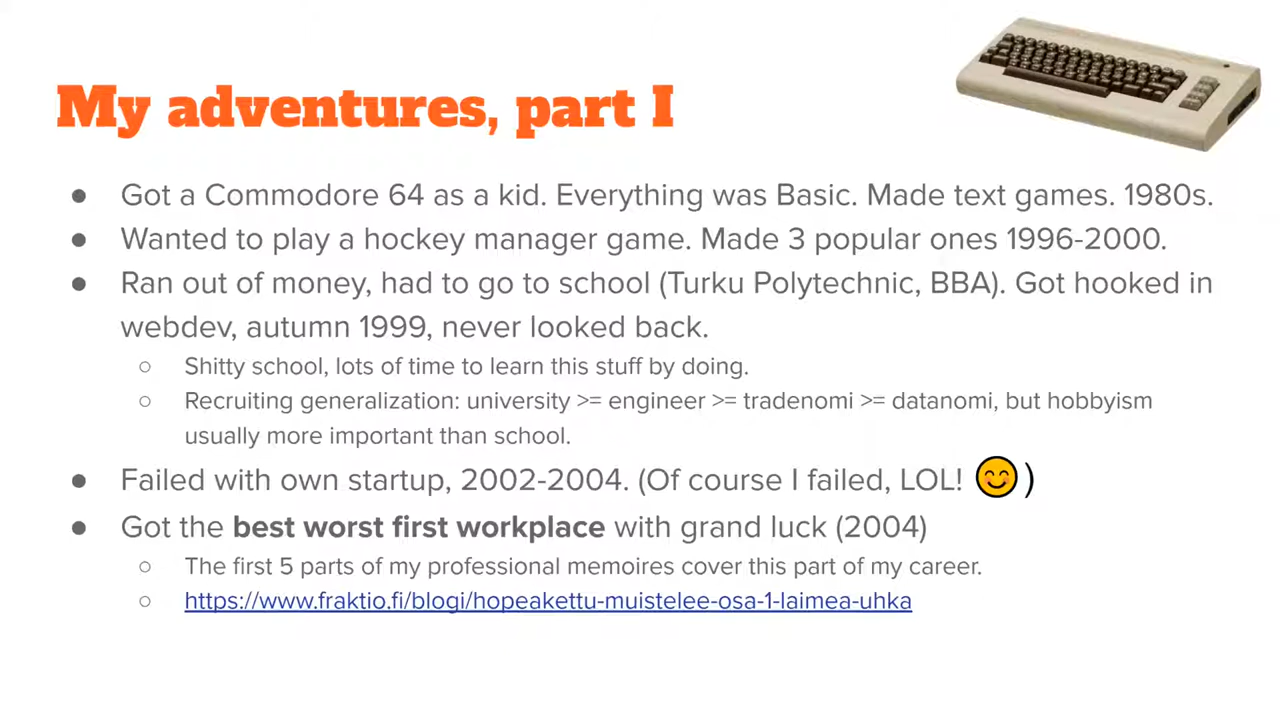 My adventures, part I
● Got a Commodore 64 as a kid. Everything was Basic. Made text games. 1980s.
● Wanted to play a hockey manager game. Made 3 popular ones 1996-2000.
● Ran out of money, had to go to school (Turku Polytechnic, BBA). Got hooked in
webdev, autumn 1999, never looked back.
○ Shitty school, lots of time to learn this stuff by doing.
○ Recruiting generalization: university >= engineer >= tradenomi >= datanomi, but hobbyism
usually more important than school.
● Failed with own startup, 2002-2004. (Of course I failed, LOL! 😊)
● Got the best worst first workplace with grand luck (2004)
○ The first 5 parts of my professional memoires cover this part of my career.
○ https://www.fraktio.fi/blogi/hopeakettu-muistelee-osa-1-laimea-uhka